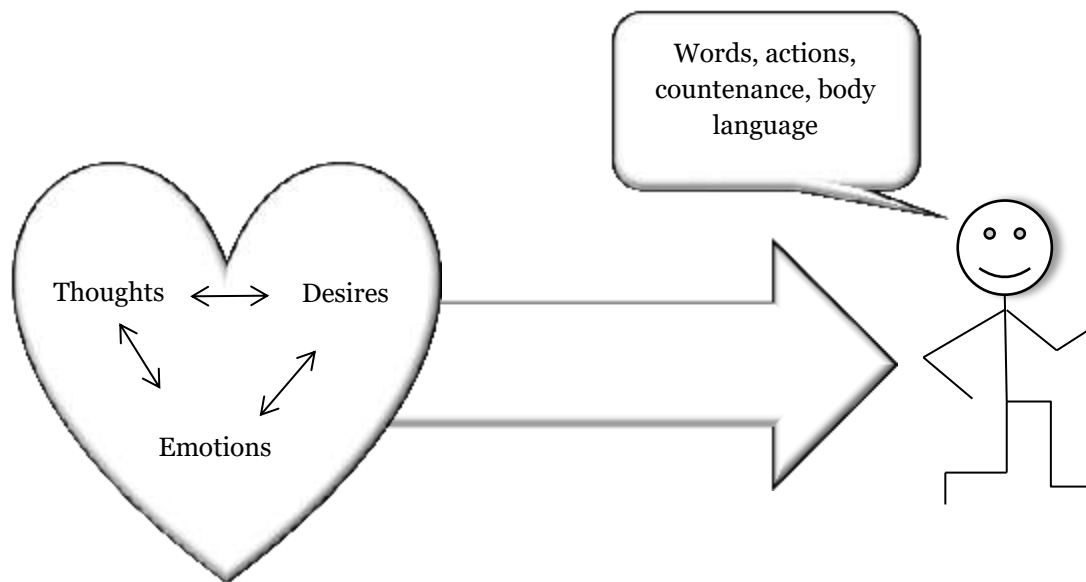 Words, actions,
countenance, body
language
Thoughts
Desires
Emotions